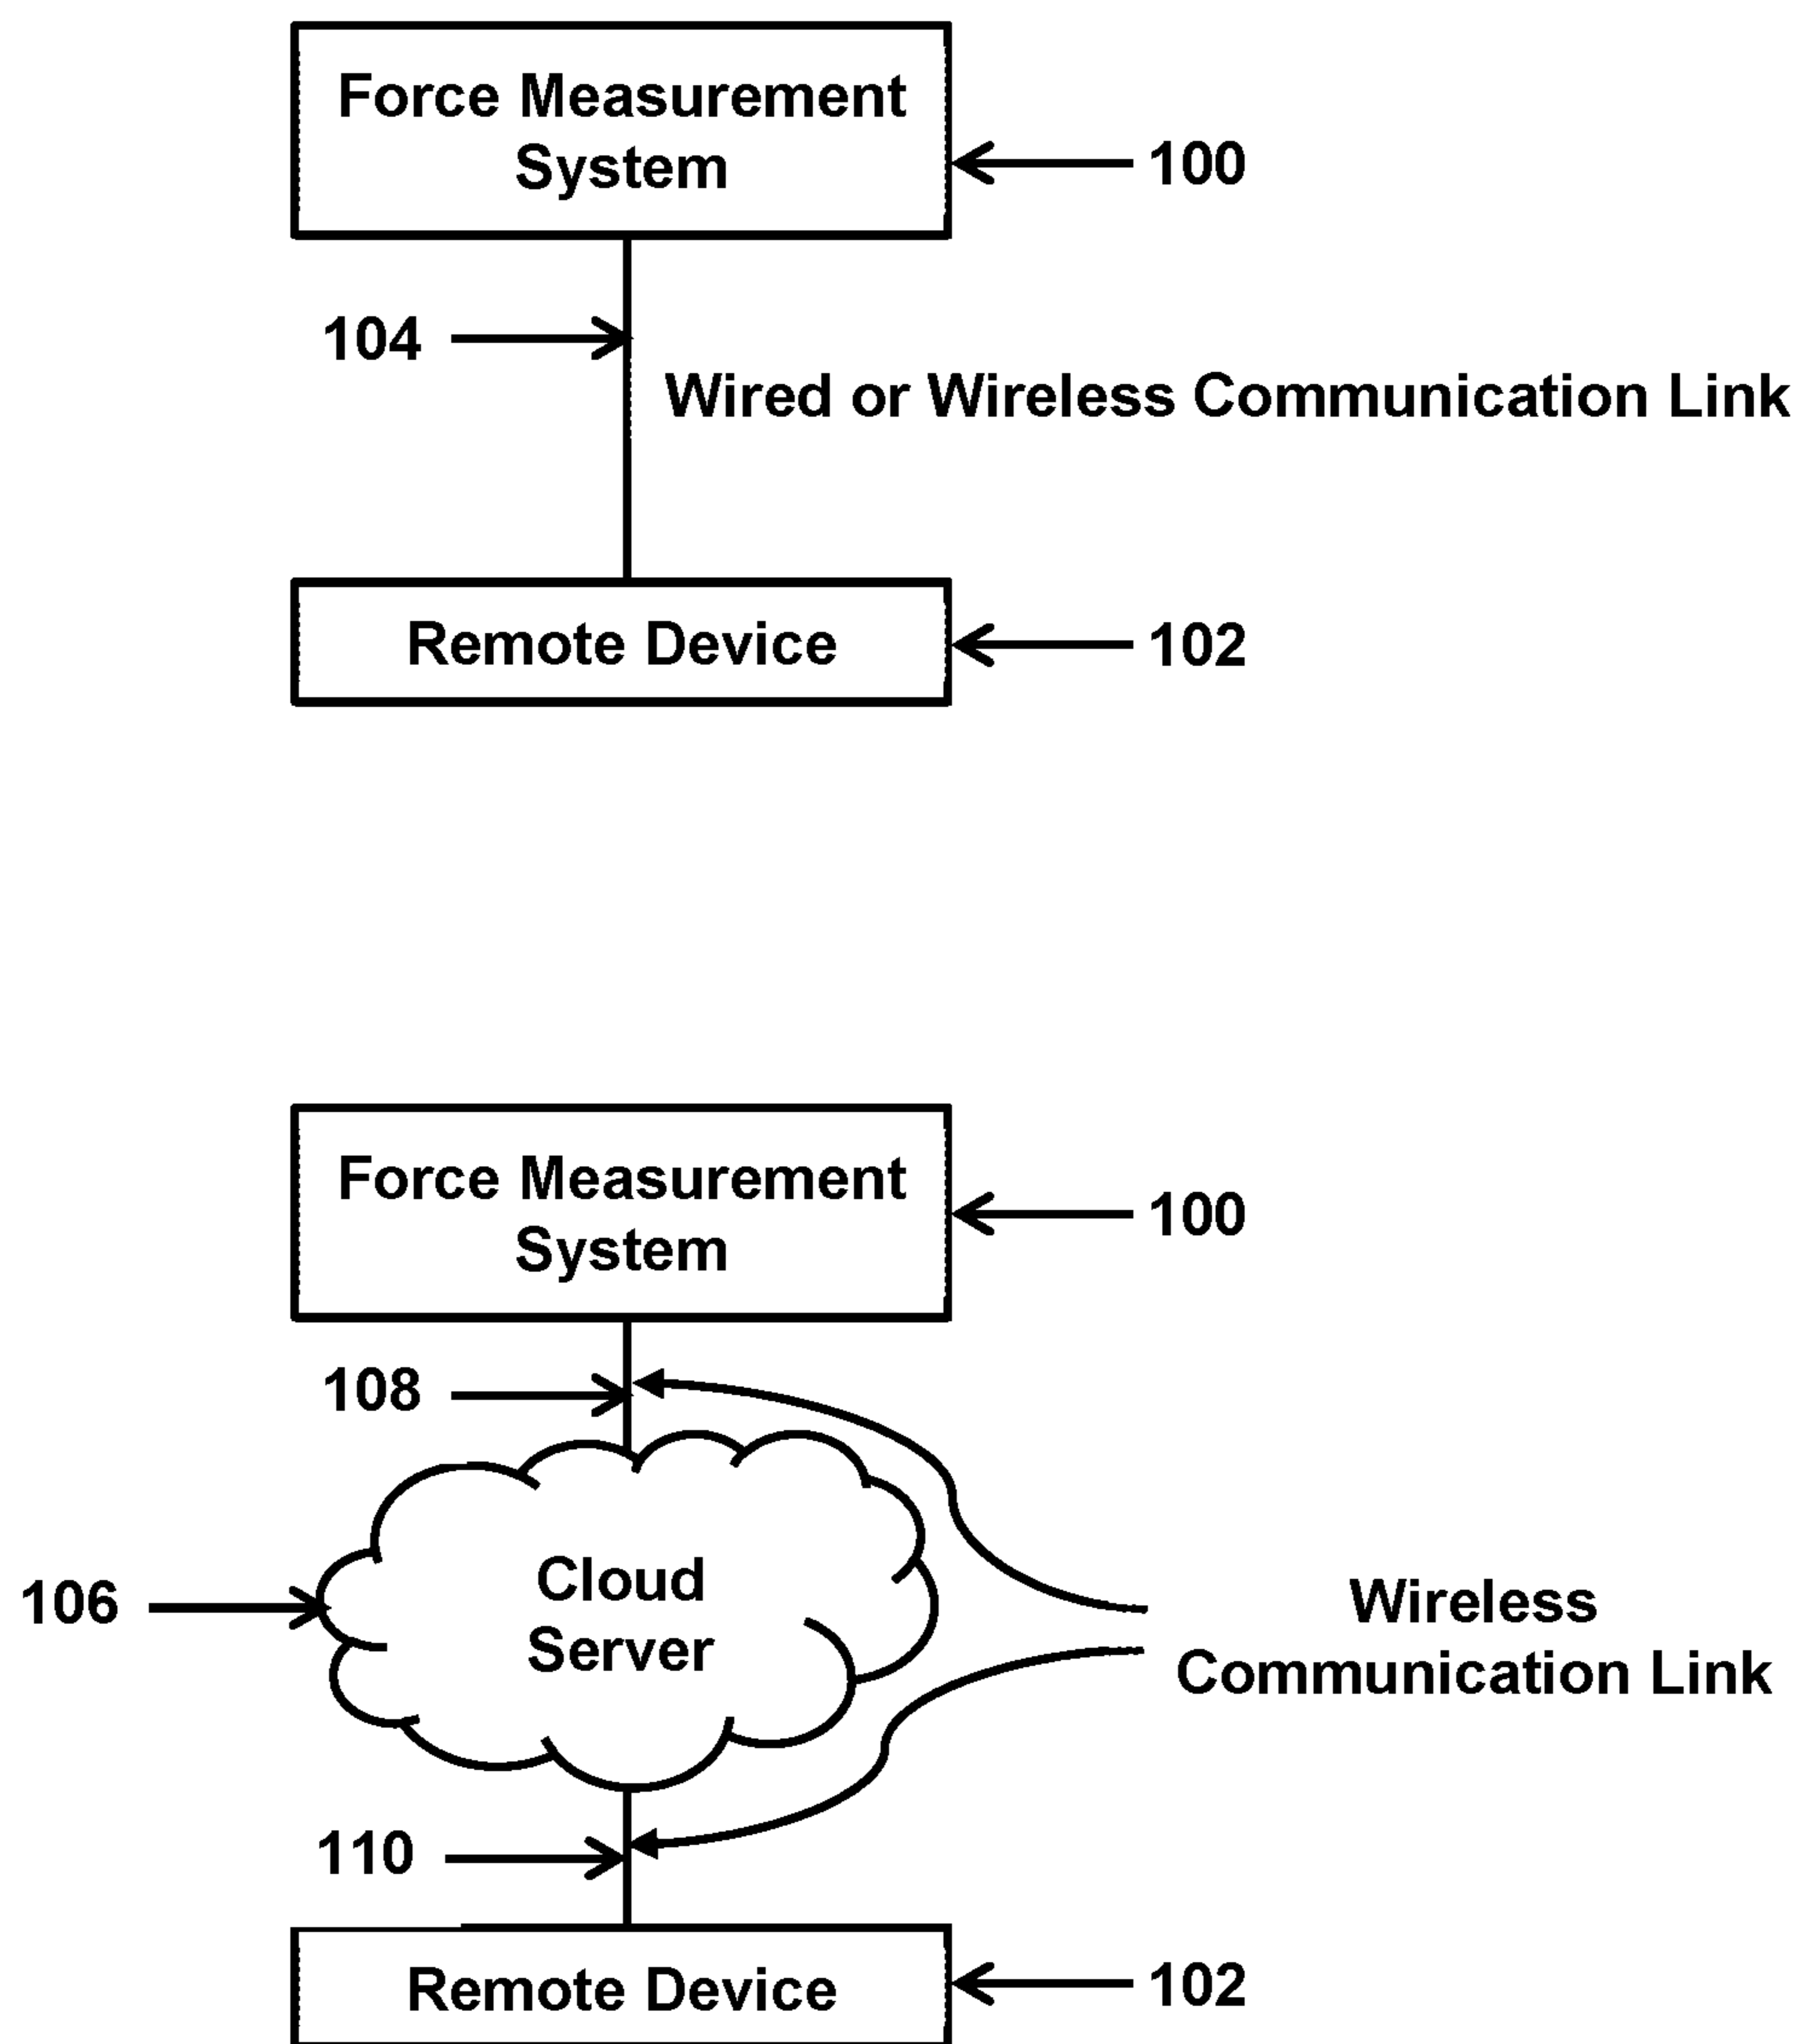 Force Measurement
System
100
104
Wired or Wireless Communication Link
Remote Device
102
Force Measurement
System
100
108
106
Cloud
Server
Wireless
Communication Link
110
Remote Device
102